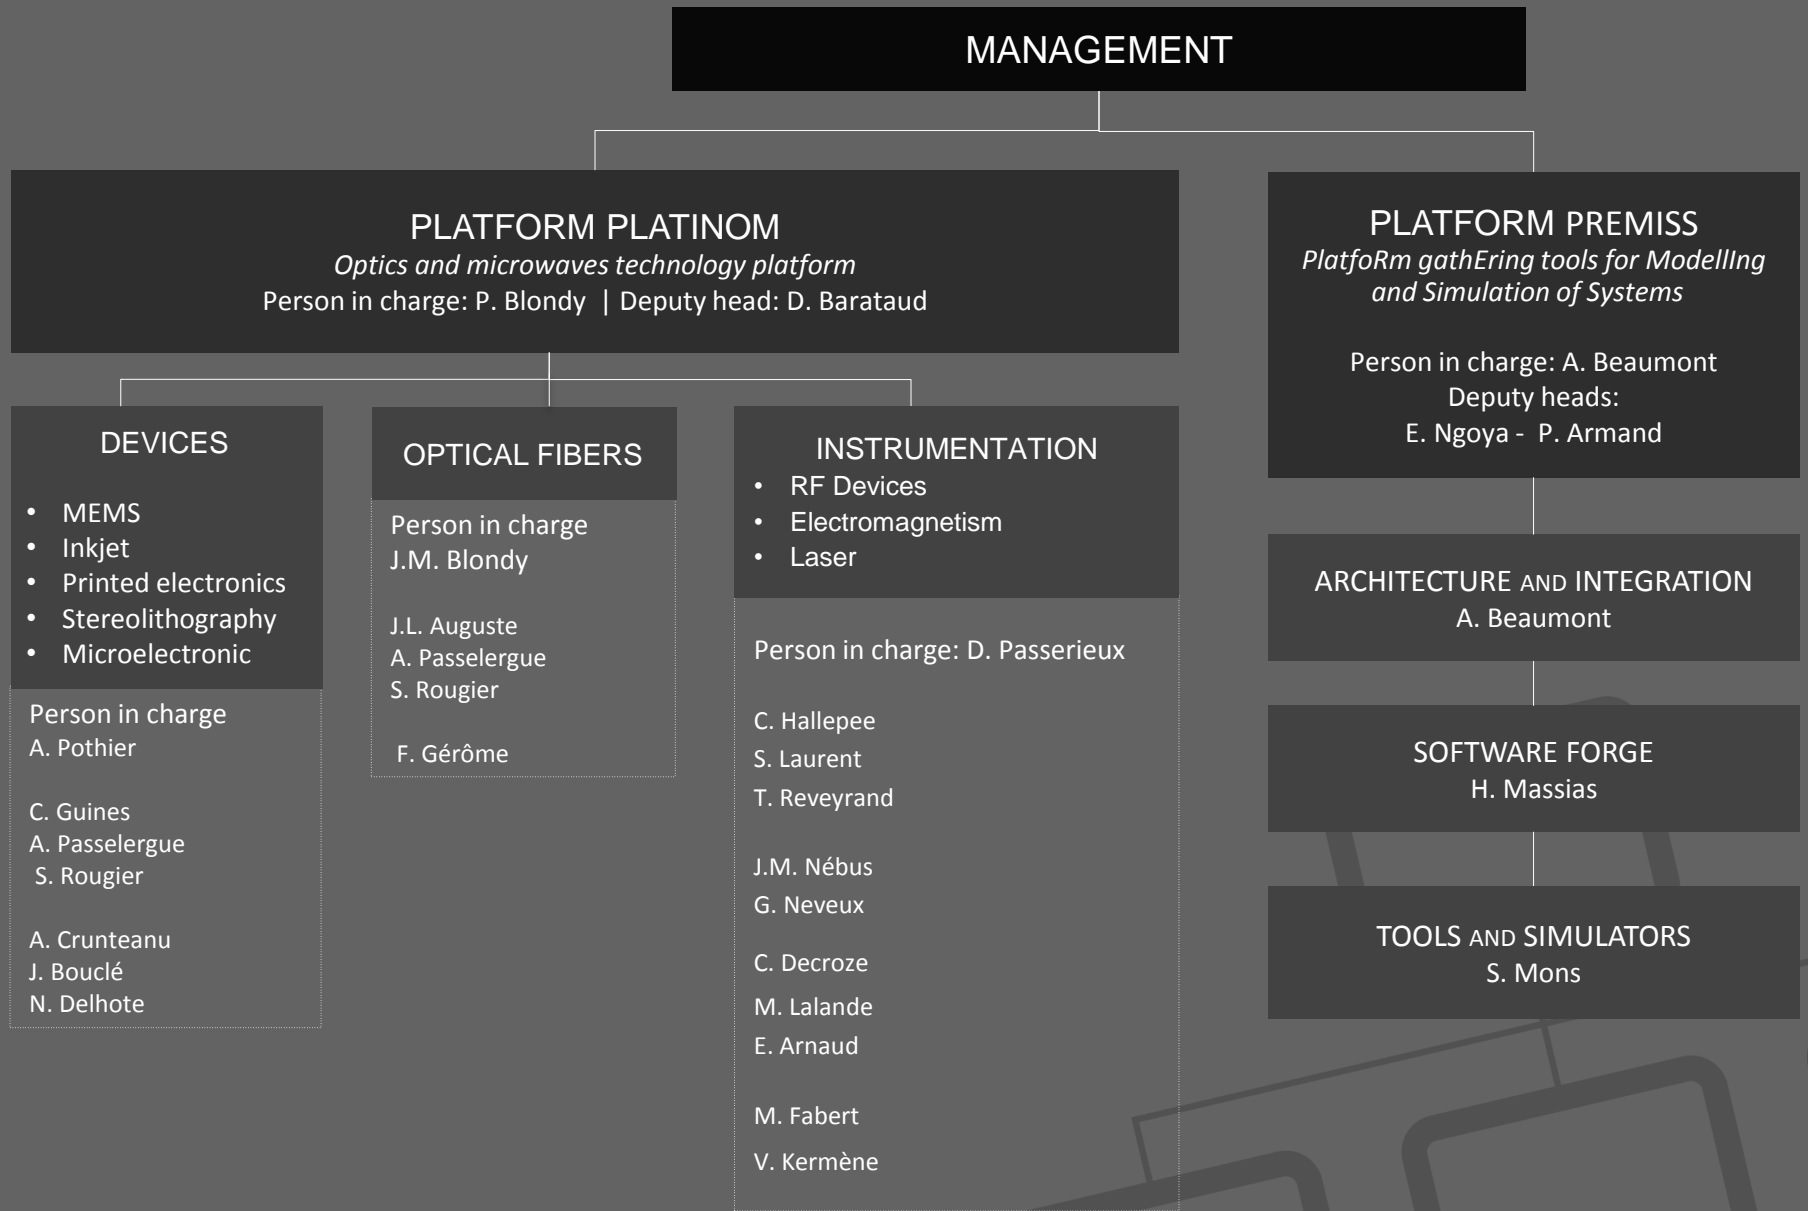 MANAGEMENT
PLATFORM PLATINOM
Optics and microwaves technology platform
Person in charge: P. Blondy | Deputy head: D. Barataud
DEVICES
• MEMS
• Inkjet
• Printed electronics
• Stereolithography
• Microelectronic
Person in charge
A. Pothier
C. Guines
A. Passelergue
S. Rougier
A. Crunteanu
J. Bouclé
N. Delhote
OPTICAL FIBERS
Person in charge
J.M. Blondy
J.L. Auguste
A. Passelergue
S. Rougier
F. Gérôme
INSTRUMENTATION
• RF Devices
• Electromagnetism
• Laser
Person in charge: D. Passerieux
C. Hallepee
S. Laurent
T. Reveyrand
J.M. Nébus
G. Neveux
C. Decroze
M. Lalande
E. Arnaud
M. Fabert
V. Kermène
PLATFORM PREMISS
PlatfoRm gathEring tools for ModellIng
and Simulation of Systems
Person in charge: A. Beaumont
Deputy heads:
E. Ngoya - P. Armand
ARCHITECTURE AND INTEGRATION
A. Beaumont
SOFTWARE FORGE
H. Massias
TOOLS AND SIMULATORS
S. Mons